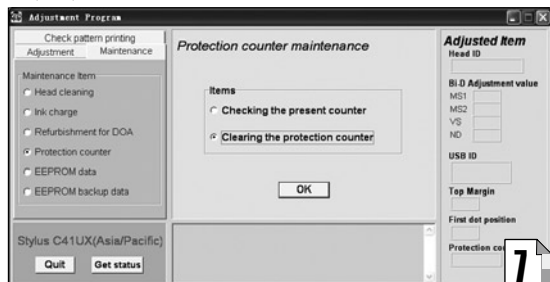 Adjustment Program
Check pattern printing
Adjustment
Maintenance
Maintenance Item
Head cleaning
Ink charge
Refurbishment for DOA
Protection counter
EEPROM data
EEPROM backup data
Stylus C41UX(Asia/Pacific)
Quit
Get status
Protection counter maintenance
Items
Checking the present counter
Clearing the protection counter
OK
Adjusted Item
Head ID
Bi-D Adjustment value
MS1
MS2
VS
ND
USB ID
Top Margin
First dot position
Protection
7